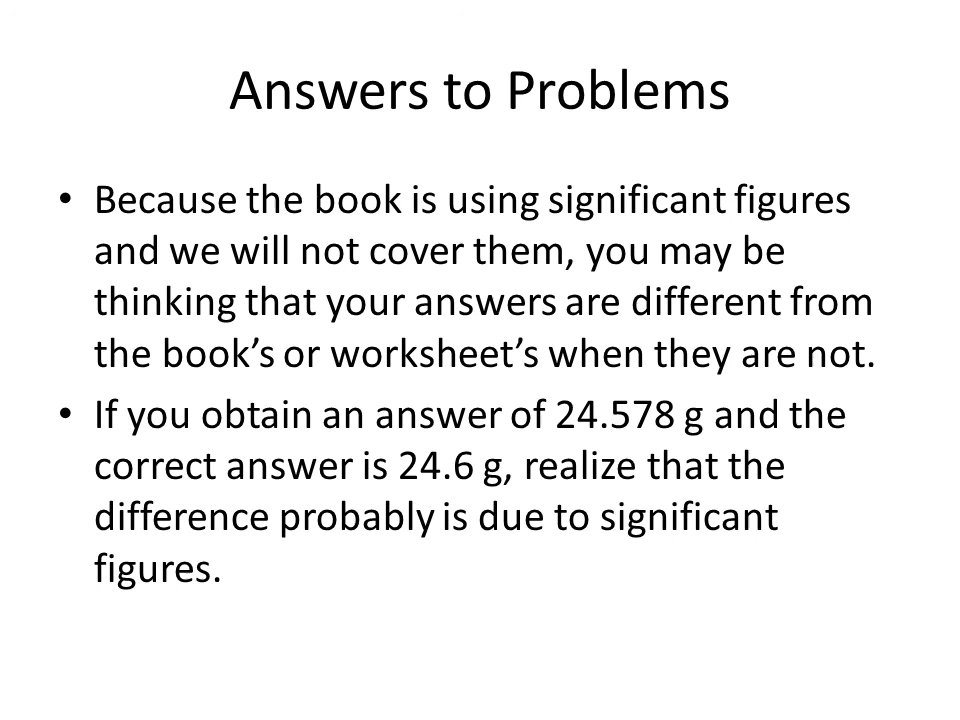 Answers to Problems
• Because the book is using significant figures
and we will not cover them, you may be
thinking that your answers are different from
the book’s or worksheet’s when they are not.
• If you obtain an answer of 24.578 g and the
correct answer is 24.6 g, realize that the
difference probably is due to significant
figures.